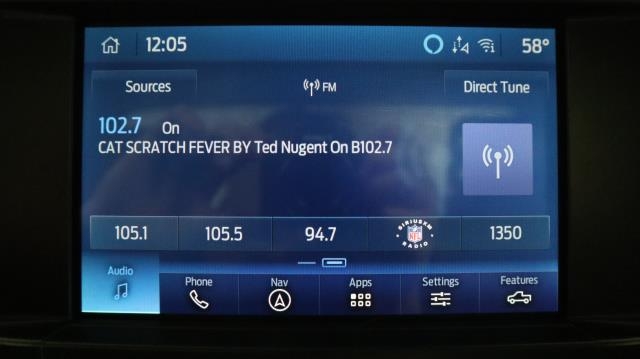 12:05 58°
Sources FM Direct Tune
102.7 On
CAT SCRATCH FEVER BY Ted Nugent On B102.7
105.1 105.5 94.7 SIRIUSXM NFL RADIO 1350
Audio Phone Nav Apps Settings Features